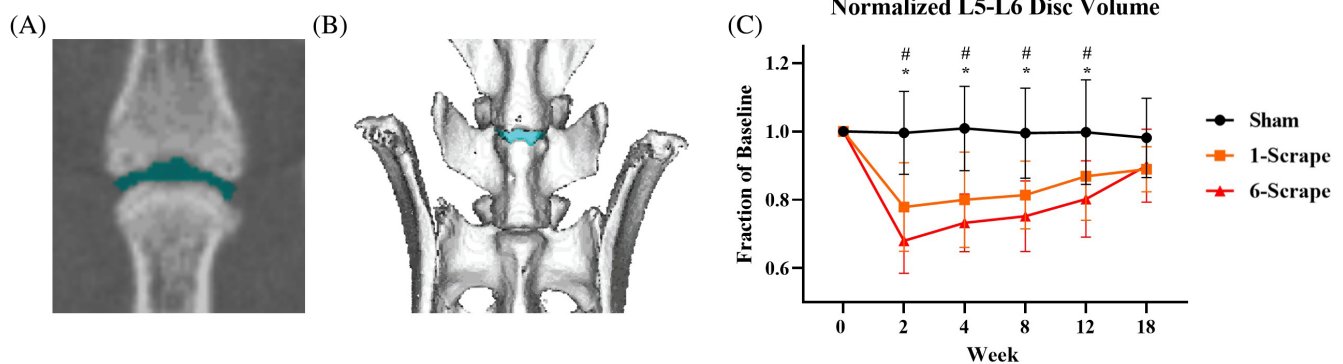 (A)
(B)
(C)
Normalized L5-L6 Disc Volume
Fraction of Baseline
1.2
1.0
0.8
0.6
# # # #
* * * *
0 2 4 8 12 18
Week
Sham
1-Scrape
6-Scrape